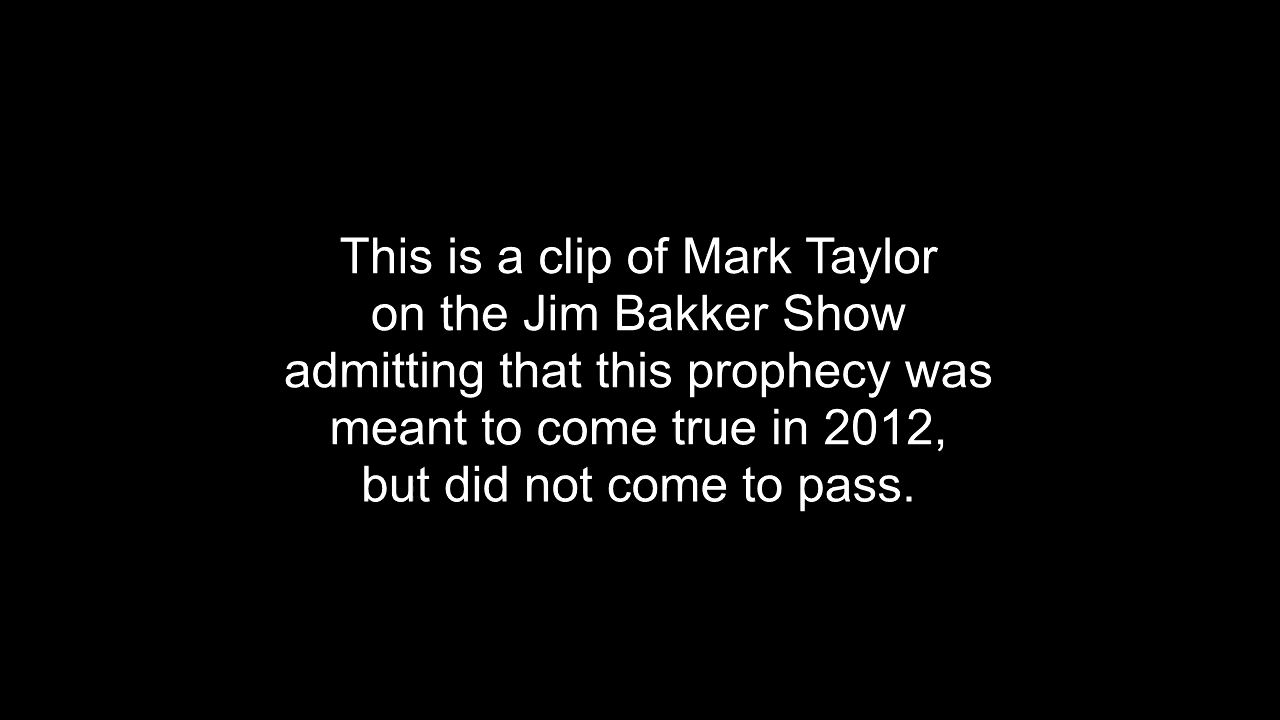 This is a clip of Mark Taylor
on the Jim Bakker Show
admitting that this prophecy was
meant to come true in 2012,
but did not come to pass.